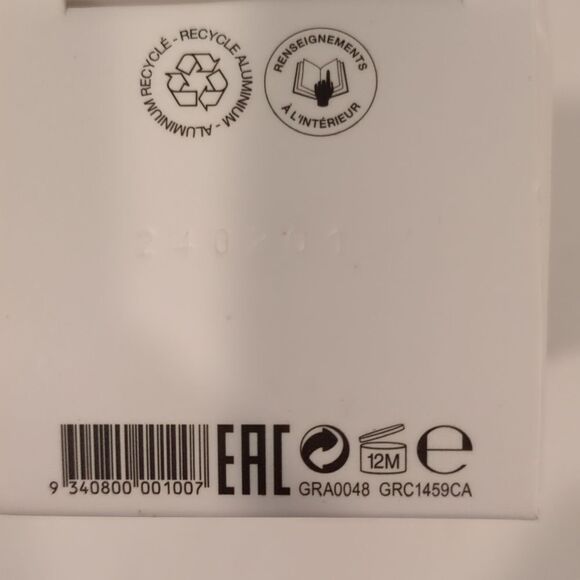 ALUMINIUM RECYCLÉ - RECYCLE ALUMINIUM -
RENSEIGNEMENTS
À L'INTÉRIEUR
EAC
12M
e
9 340800 001007
GRA0048 GRC1459CA